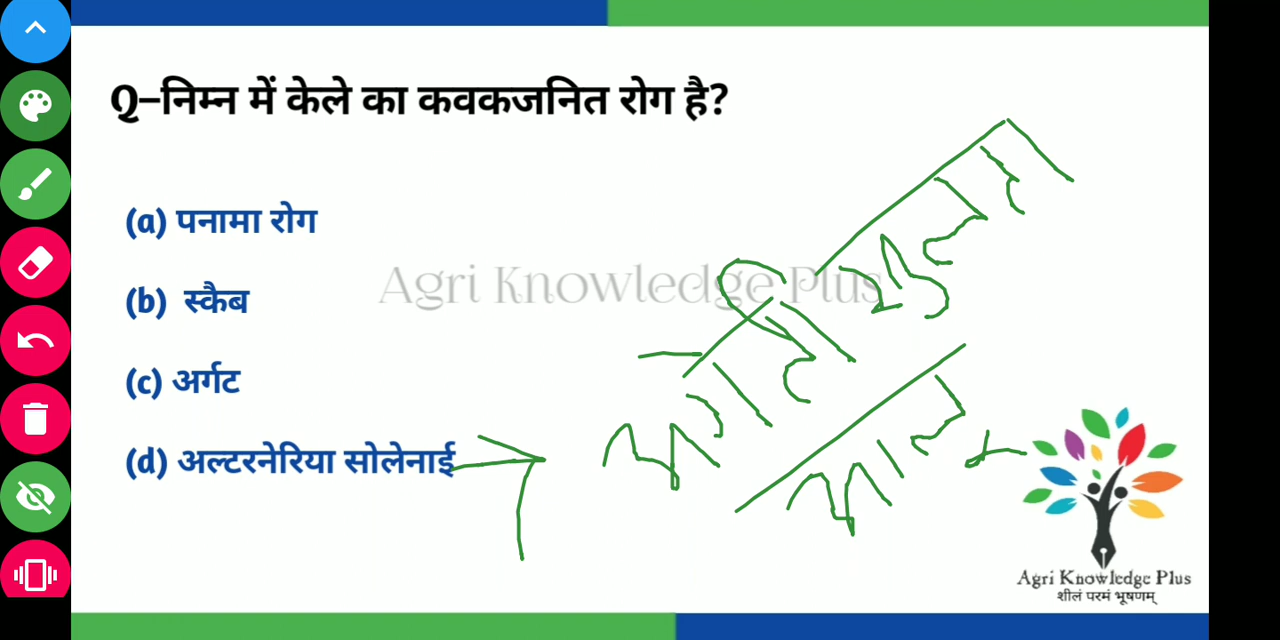 Q–निम्न में केले का कवकजनित रोग है?
(a) पनामा रोग
Agri Knowledge Plus
(b) स्कैब
(c) अर्गट
(d) अल्टरनेरिया सोलेनाई
Agri Knowledge Plus
शीलं परमं भूषणम्